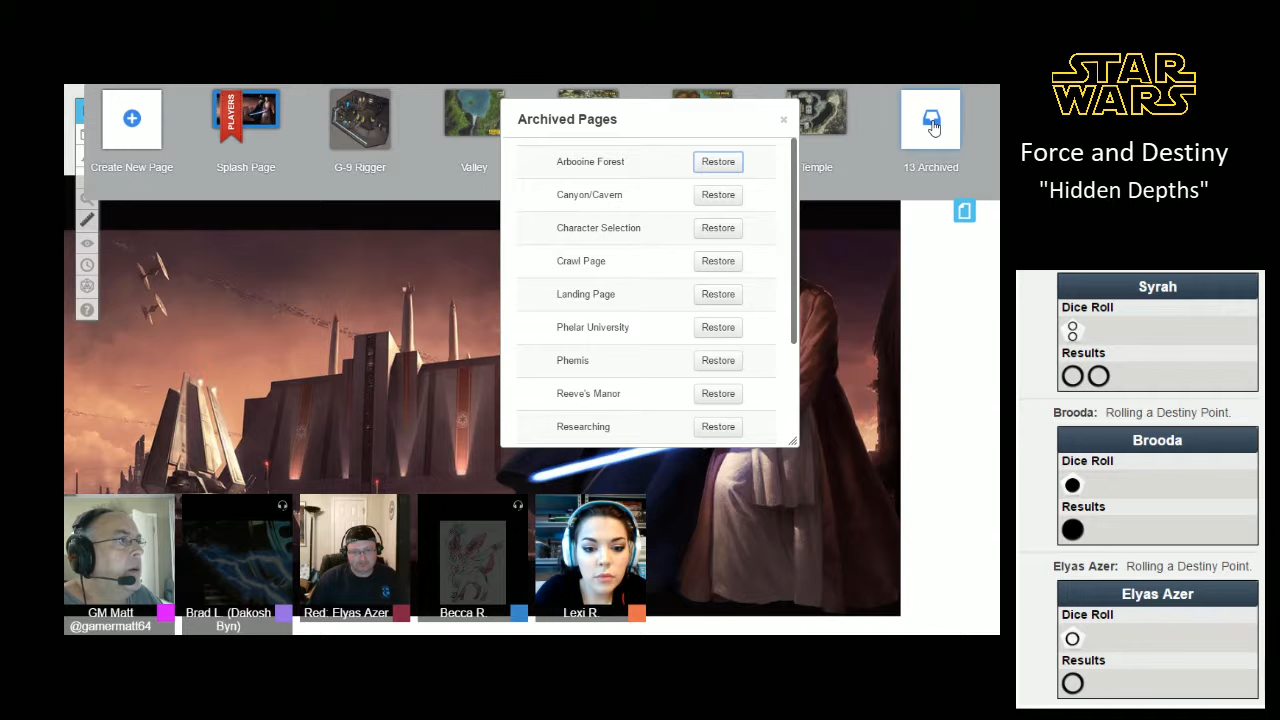 PLAYERS
Create New Page
Splash Page
G-9 Rigger
Valley
Temple
13 Archived
Archived Pages
Arbooine Forest
Restore
Canyon/Cavern
Restore
Character Selection
Restore
Crawl Page
Restore
Landing Page
Restore
Phelar University
Restore
Phemis
Restore
Reeve's Manor
Restore
Researching
Restore
GM Matt
@gamermatt64
Brad L. (Dakosh
Byn)
Red: Elyas Azer
Becca R.
Lexi R.
STAR
WARS
Force and Destiny
"Hidden Depths"
Syrah
Dice Roll
Results
Brooda: Rolling a Destiny Point.
Brooda
Dice Roll
Results
Elyas Azer: Rolling a Destiny Point.
Elyas Azer
Dice Roll
Results